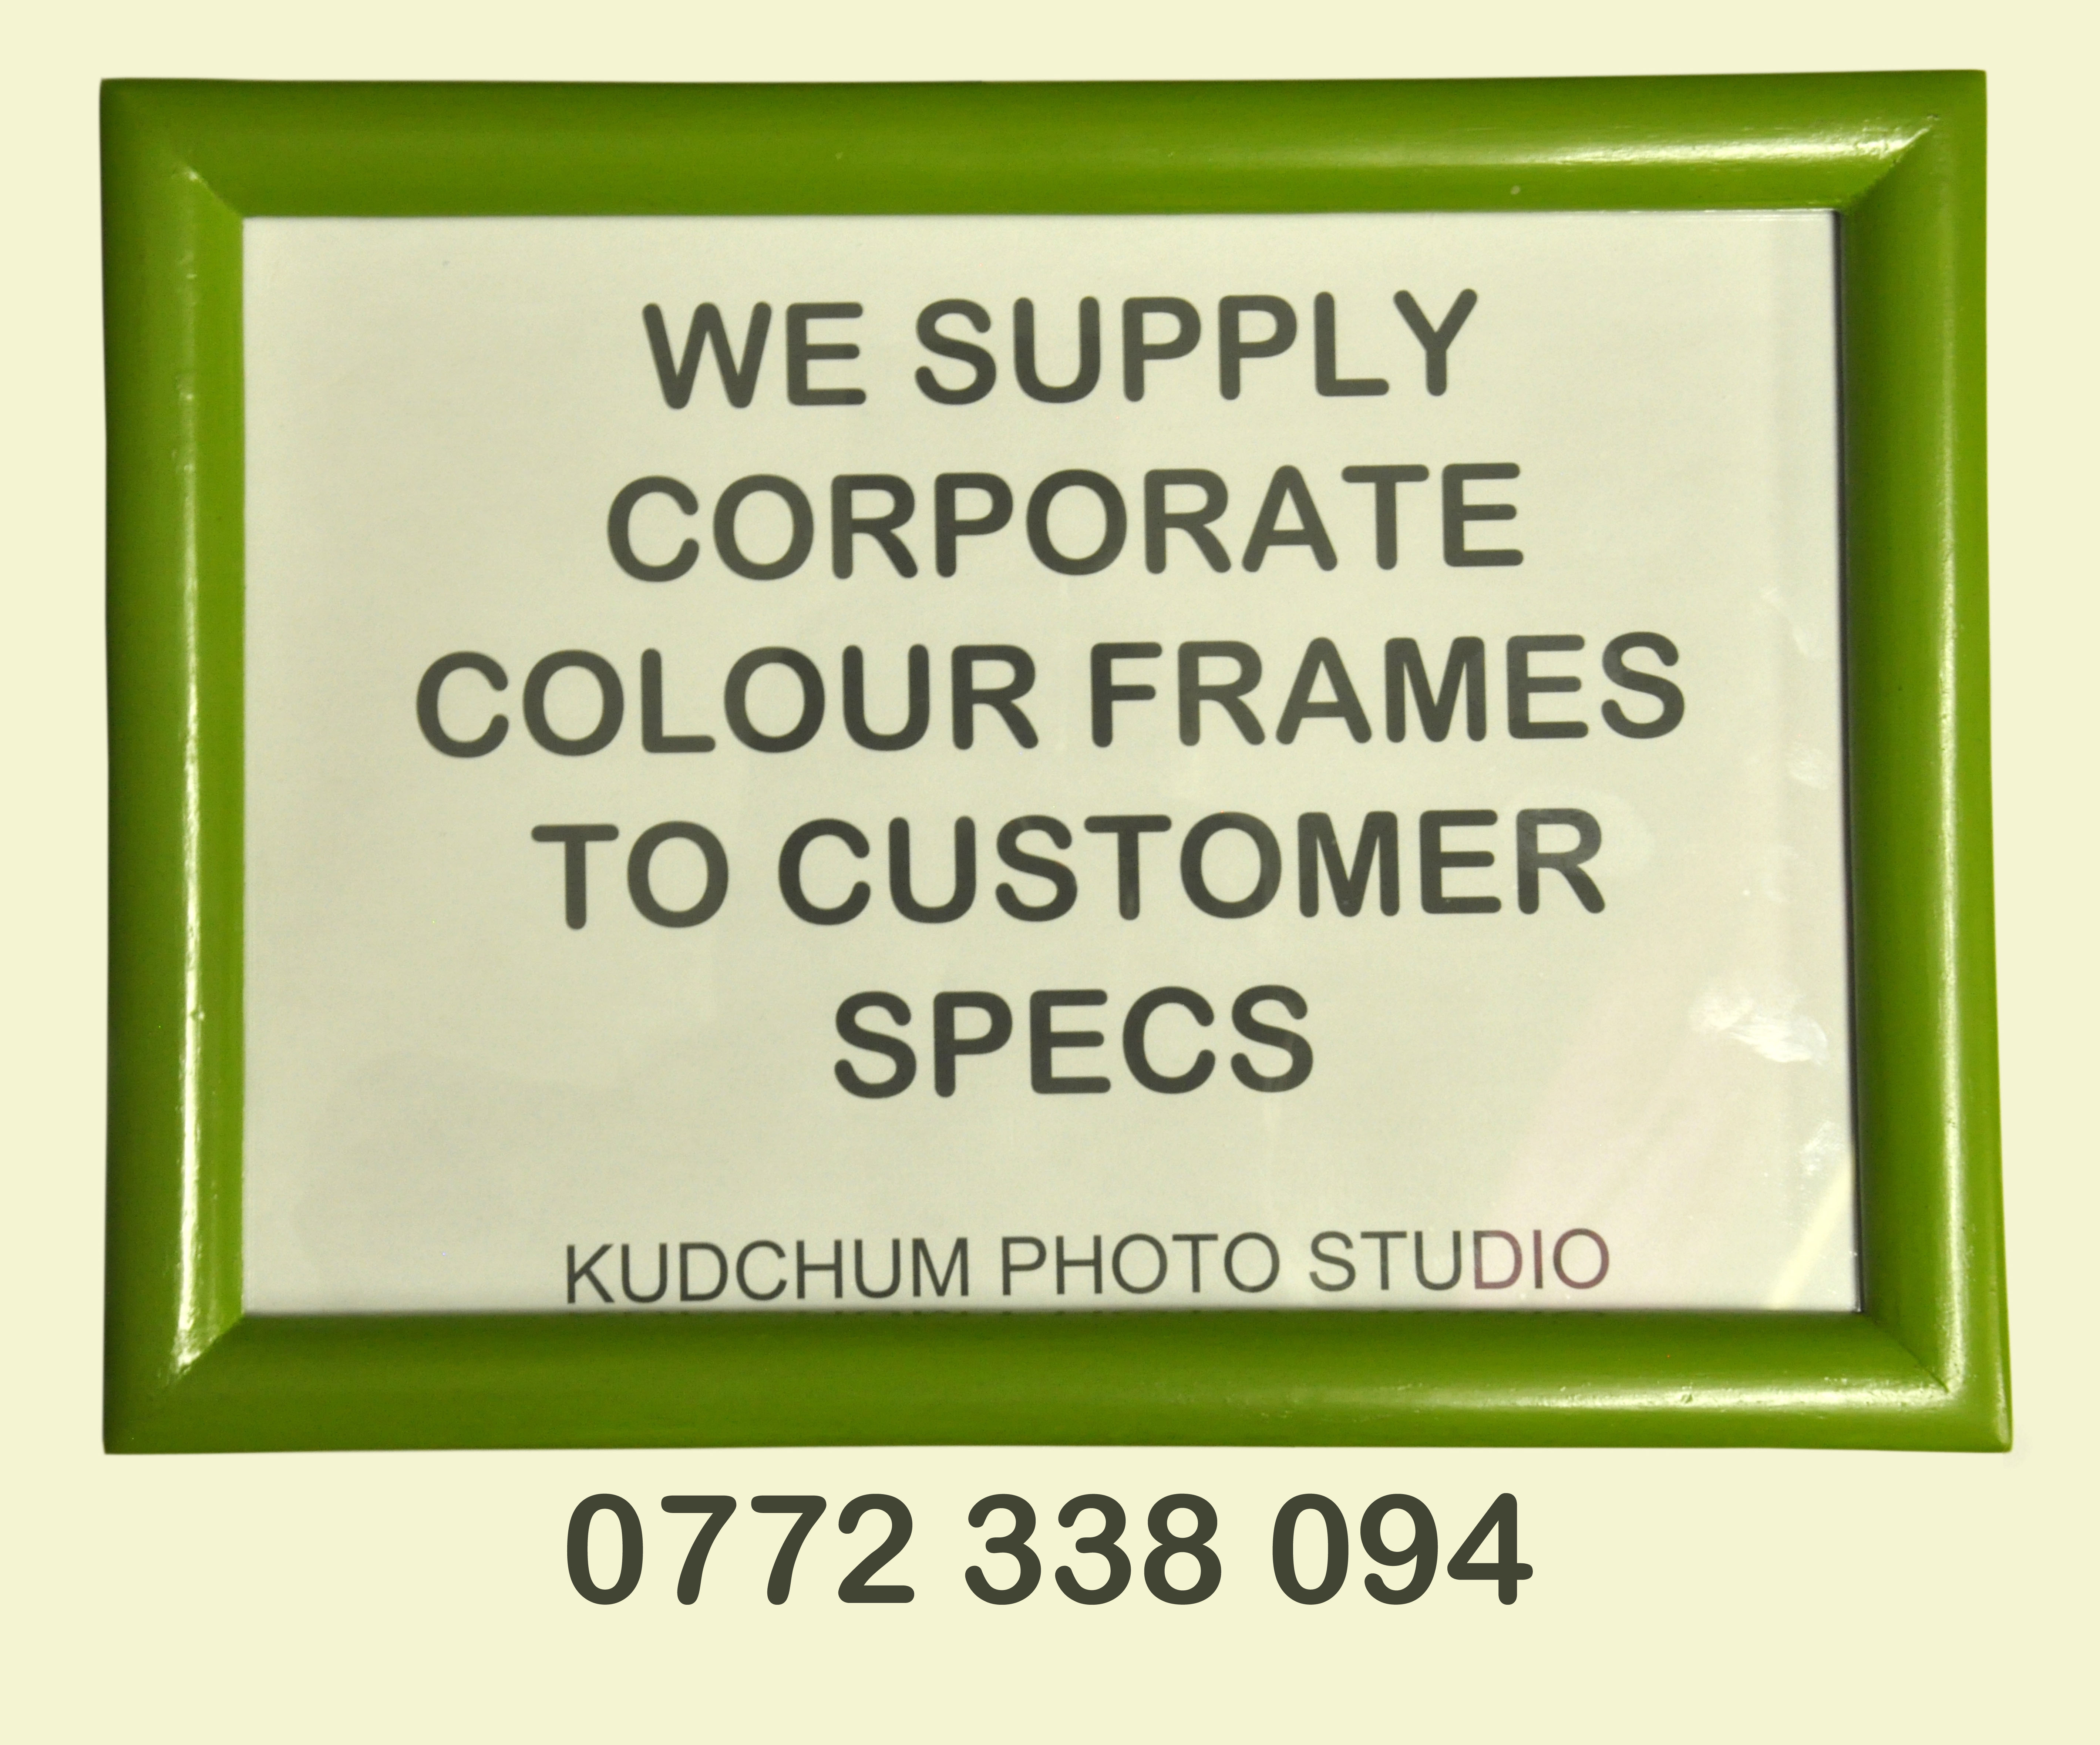 WE SUPPLY
CORPORATE
COLOUR FRAMES
TO CUSTOMER
SPECS
KUDCHUM PHOTO STUDIO
0772 338 094